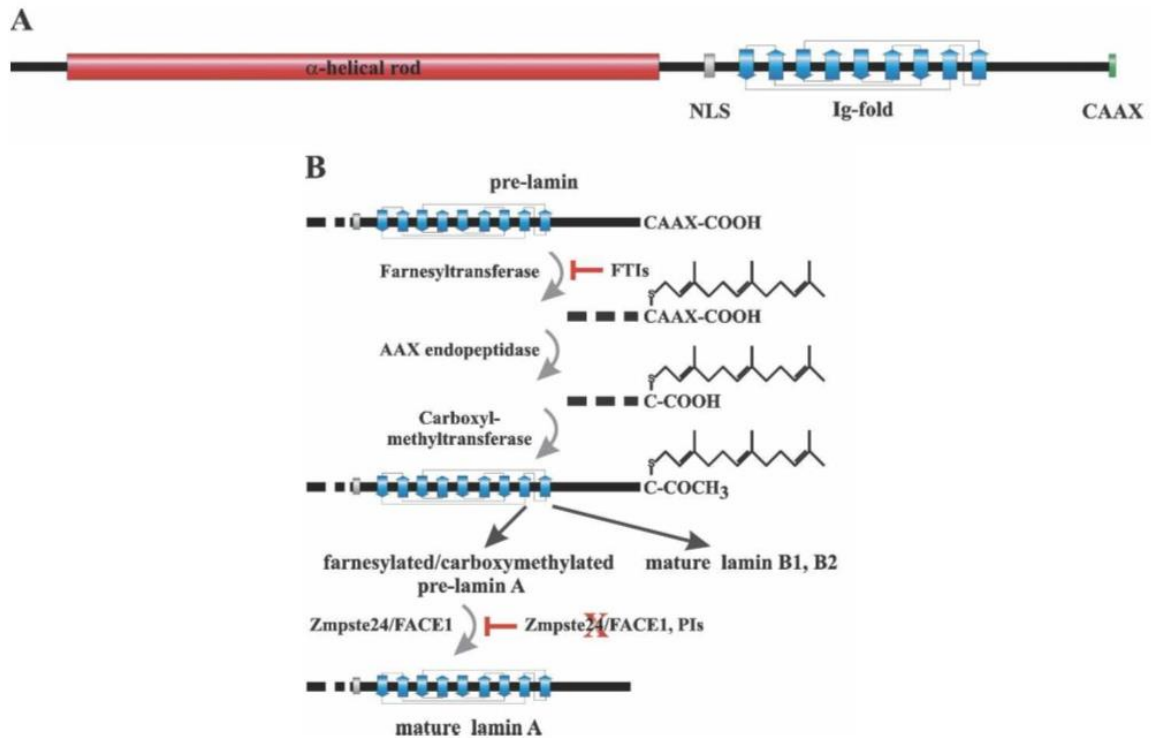 A
α-helical rod
NLS
Ig-fold
CAAX
B
pre-lamin
CAAX-COOH
Farnesyltransferase
FTIs
S
CAAX-COOH
AAX endopeptidase
S
C-COOH
Carboxyl-
methyltransferase
S
C-COCH₃
farnesylated/carboxymethylated
pre-lamin A
mature lamin B1, B2
Zmpste24/FACE1
Zmpste24/FACE1, PIs
X
mature lamin A